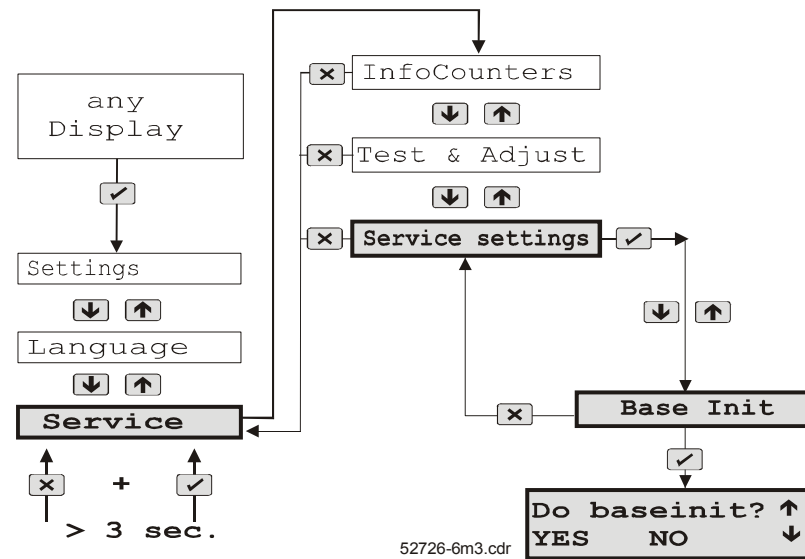 any
Display
Settings
Language
Service
+
> 3 sec.
InfoCounters
Test & Adjust
Service settings
Base Init
Do baseinit?
YES NO
52726-6m3.cdr